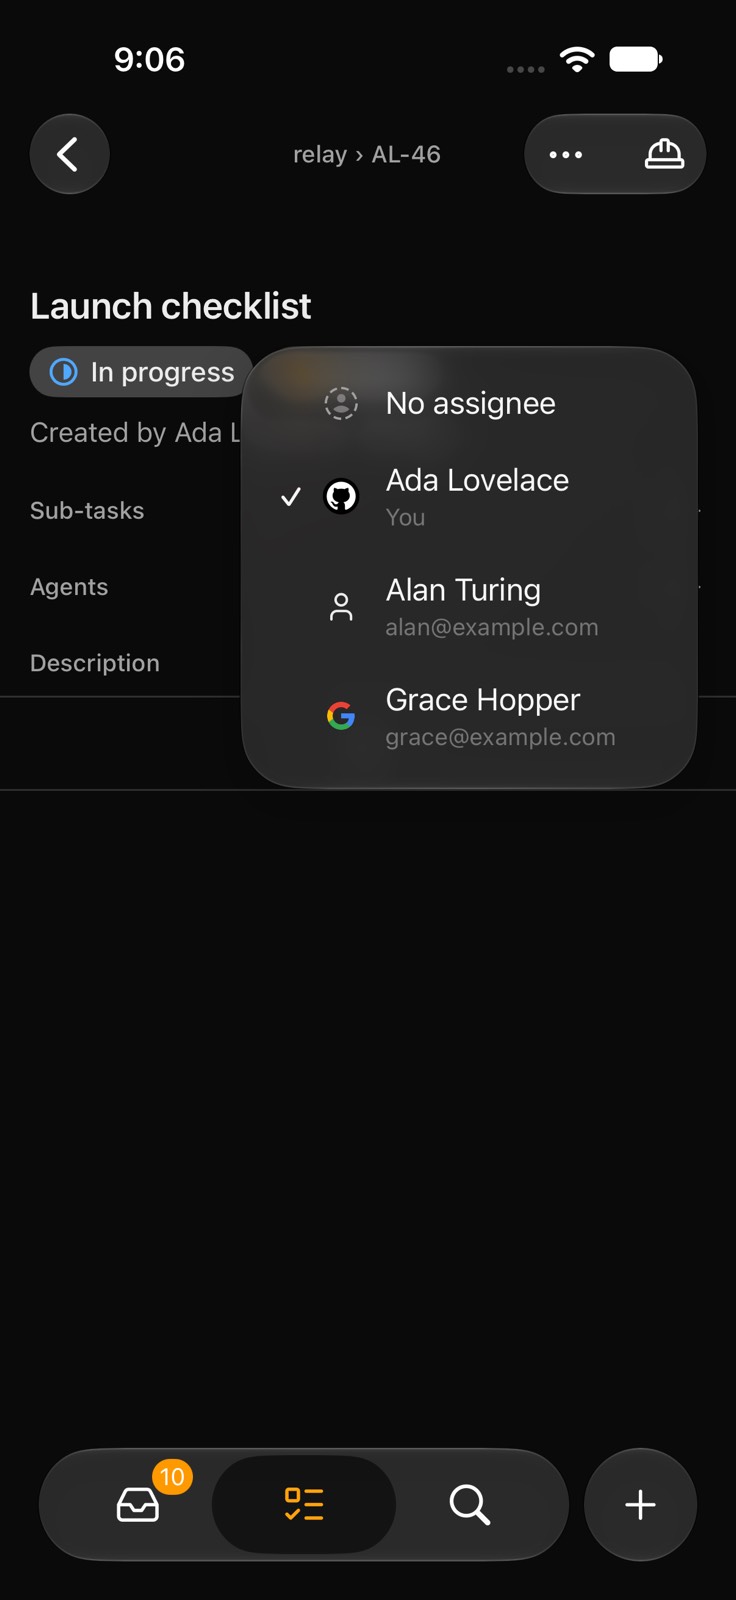 9:06
relay › AL-46
Launch checklist
In progress
Created by Ada L
No assignee
Ada Lovelace
You
Sub-tasks
Agents
Alan Turing
alan@example.com
Description
Grace Hopper
grace@example.com
10